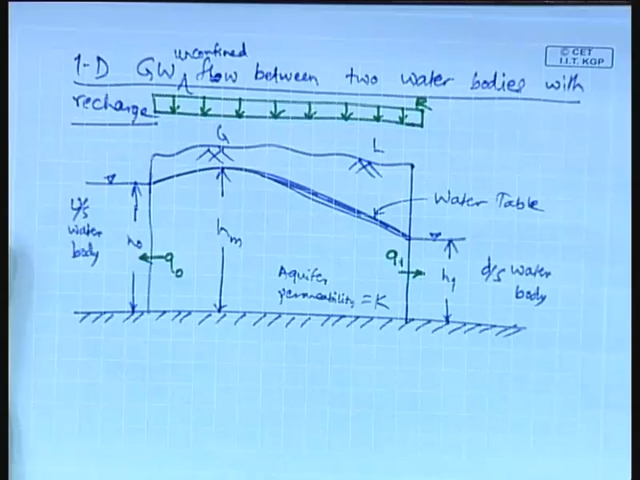 © CET
I.I.T. KGP
1-D GW unconfined flow between two water bodies with
recharge
R
G L
Water Table
U/s
water
body
h₀
q₀
hm
Aquifer
permeability = K
q₁
h₁
d/s water
body